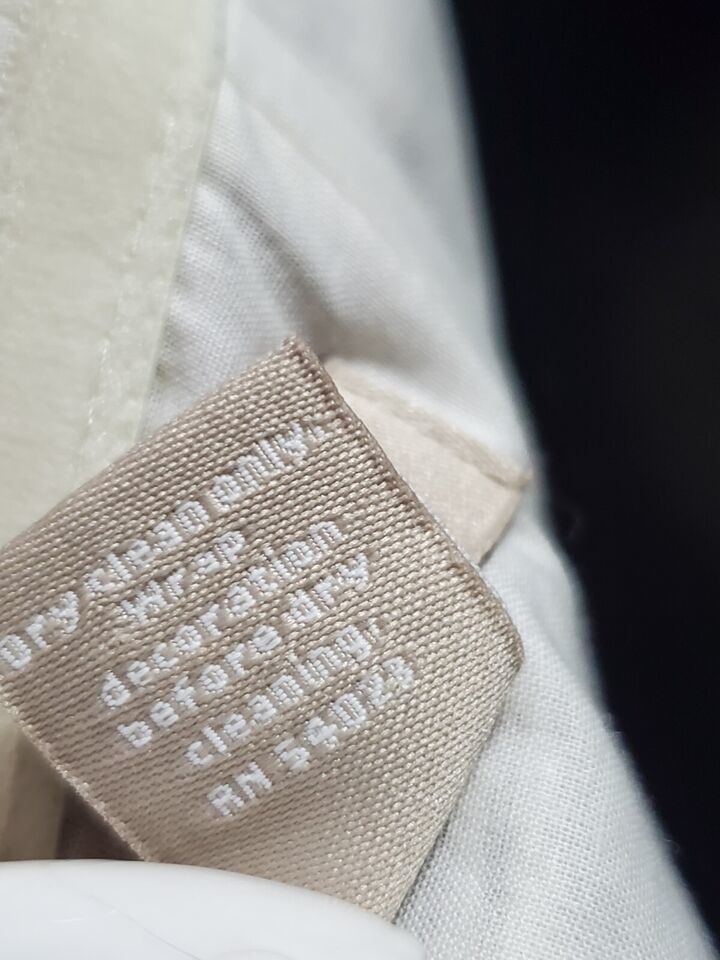 Dry clean only.
Wrap
decoration
before dry
cleaning.
RN 54023